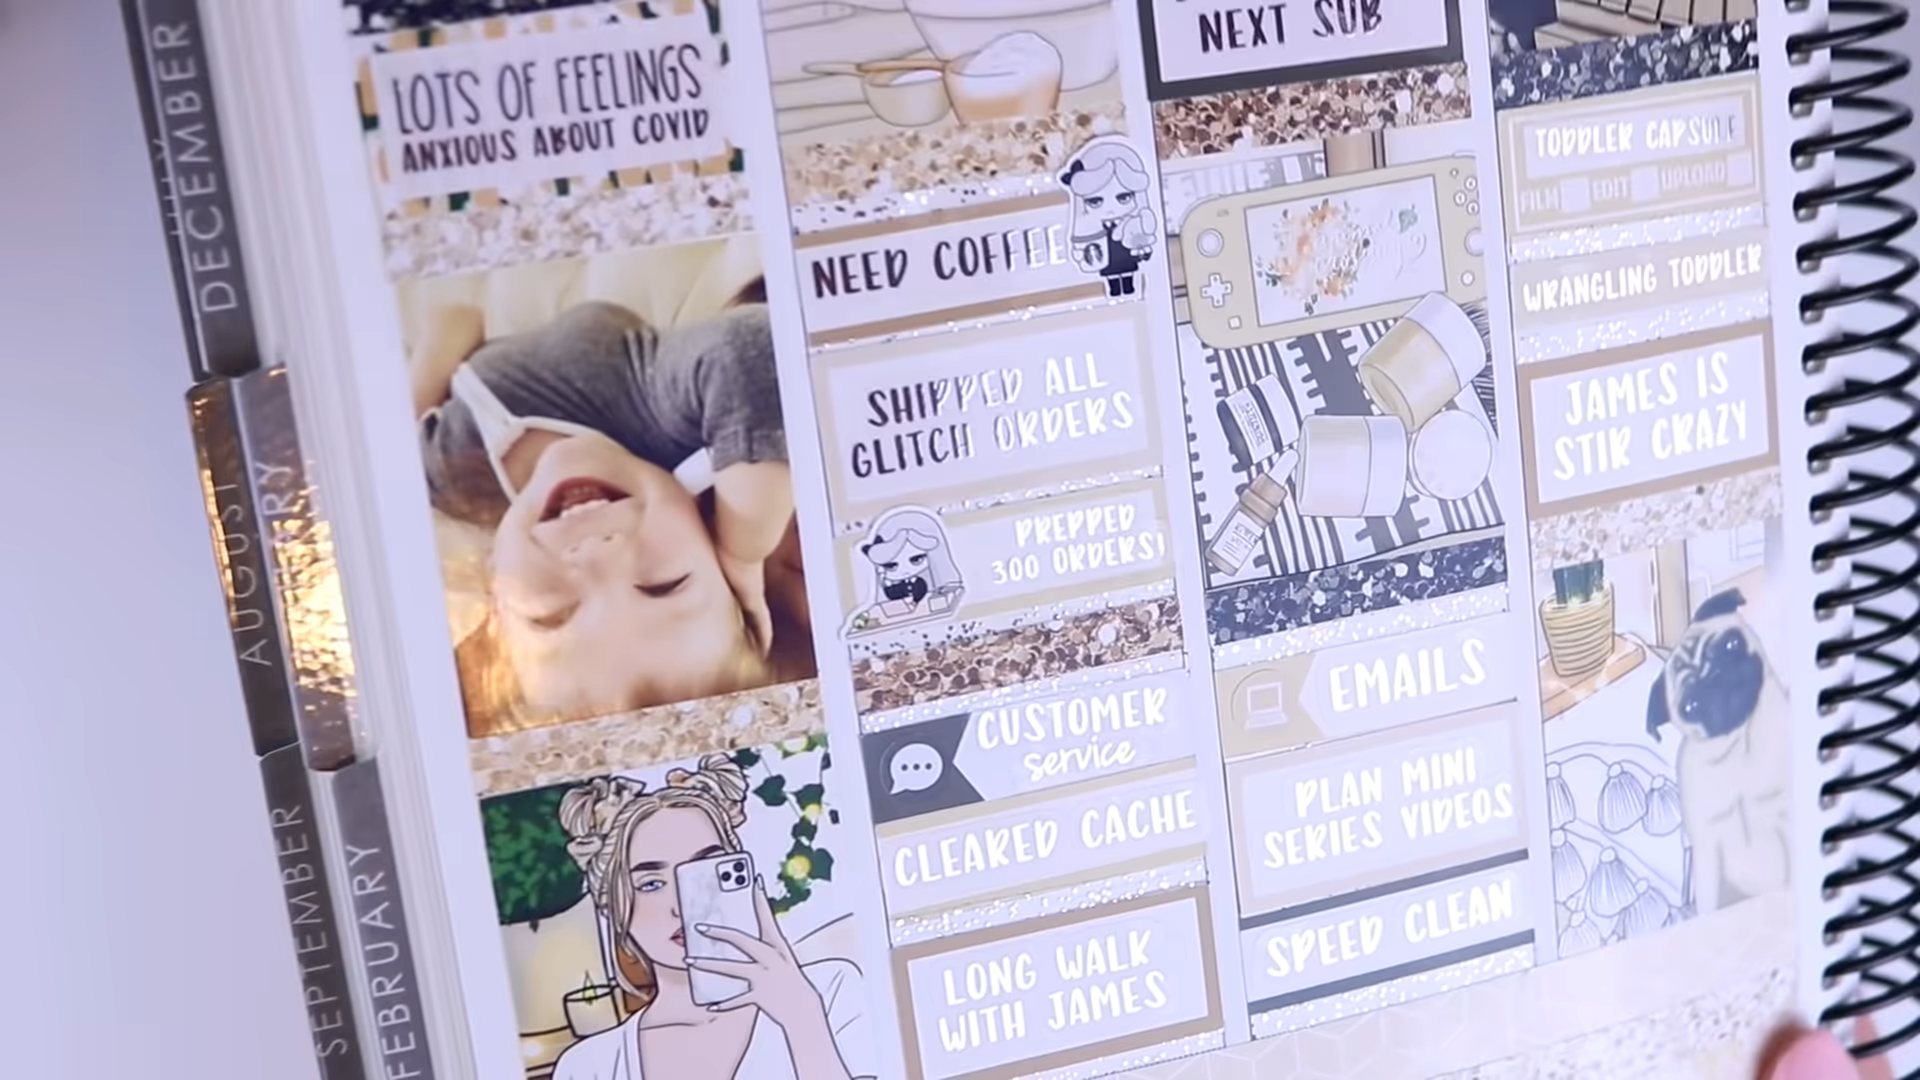 DECEMBER
AUGUST
SEPTEMBER
FEBRUARY
LOTS OF FEELINGS
ANXIOUS ABOUT COVID
NEED COFFEE
SHIPPED ALL
GLITCH ORDERS
PREPPED
300 ORDERS!
CUSTOMER
service
CLEARED CACHE
LONG WALK
WITH JAMES
NEXT SUB
EMAILS
PLAN MINI
SERIES VIDEOS
SPEED CLEAN
TODDLER CAPSULE
FILM EDIT UPLOAD
WRANGLING TODDLER
JAMES IS
STIR CRAZY